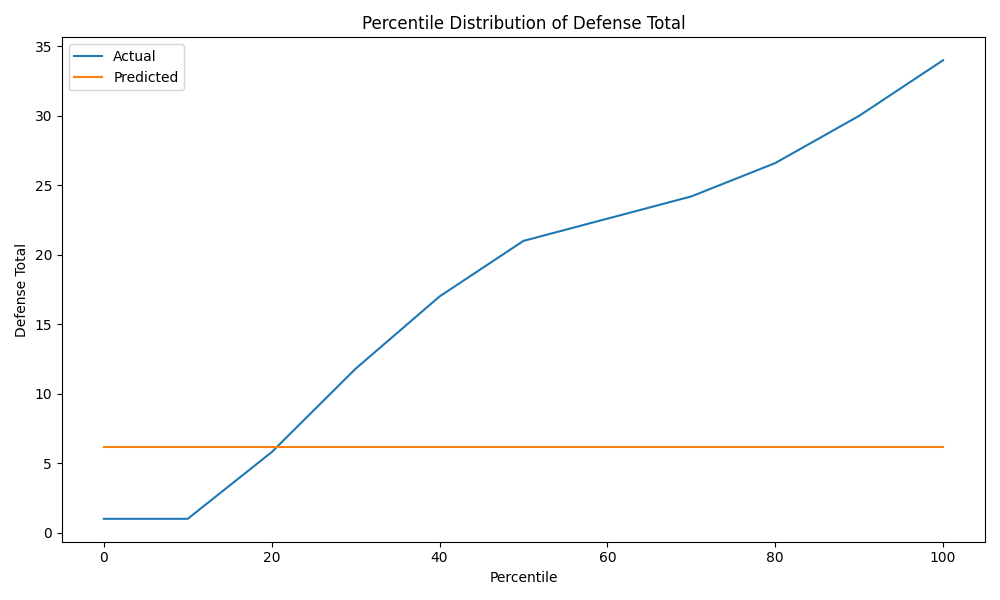 Percentile Distribution of Defense Total
Actual
Predicted
35
30
25
20
15
10
5
0
Defense Total
0 20 40 60 80 100
Percentile